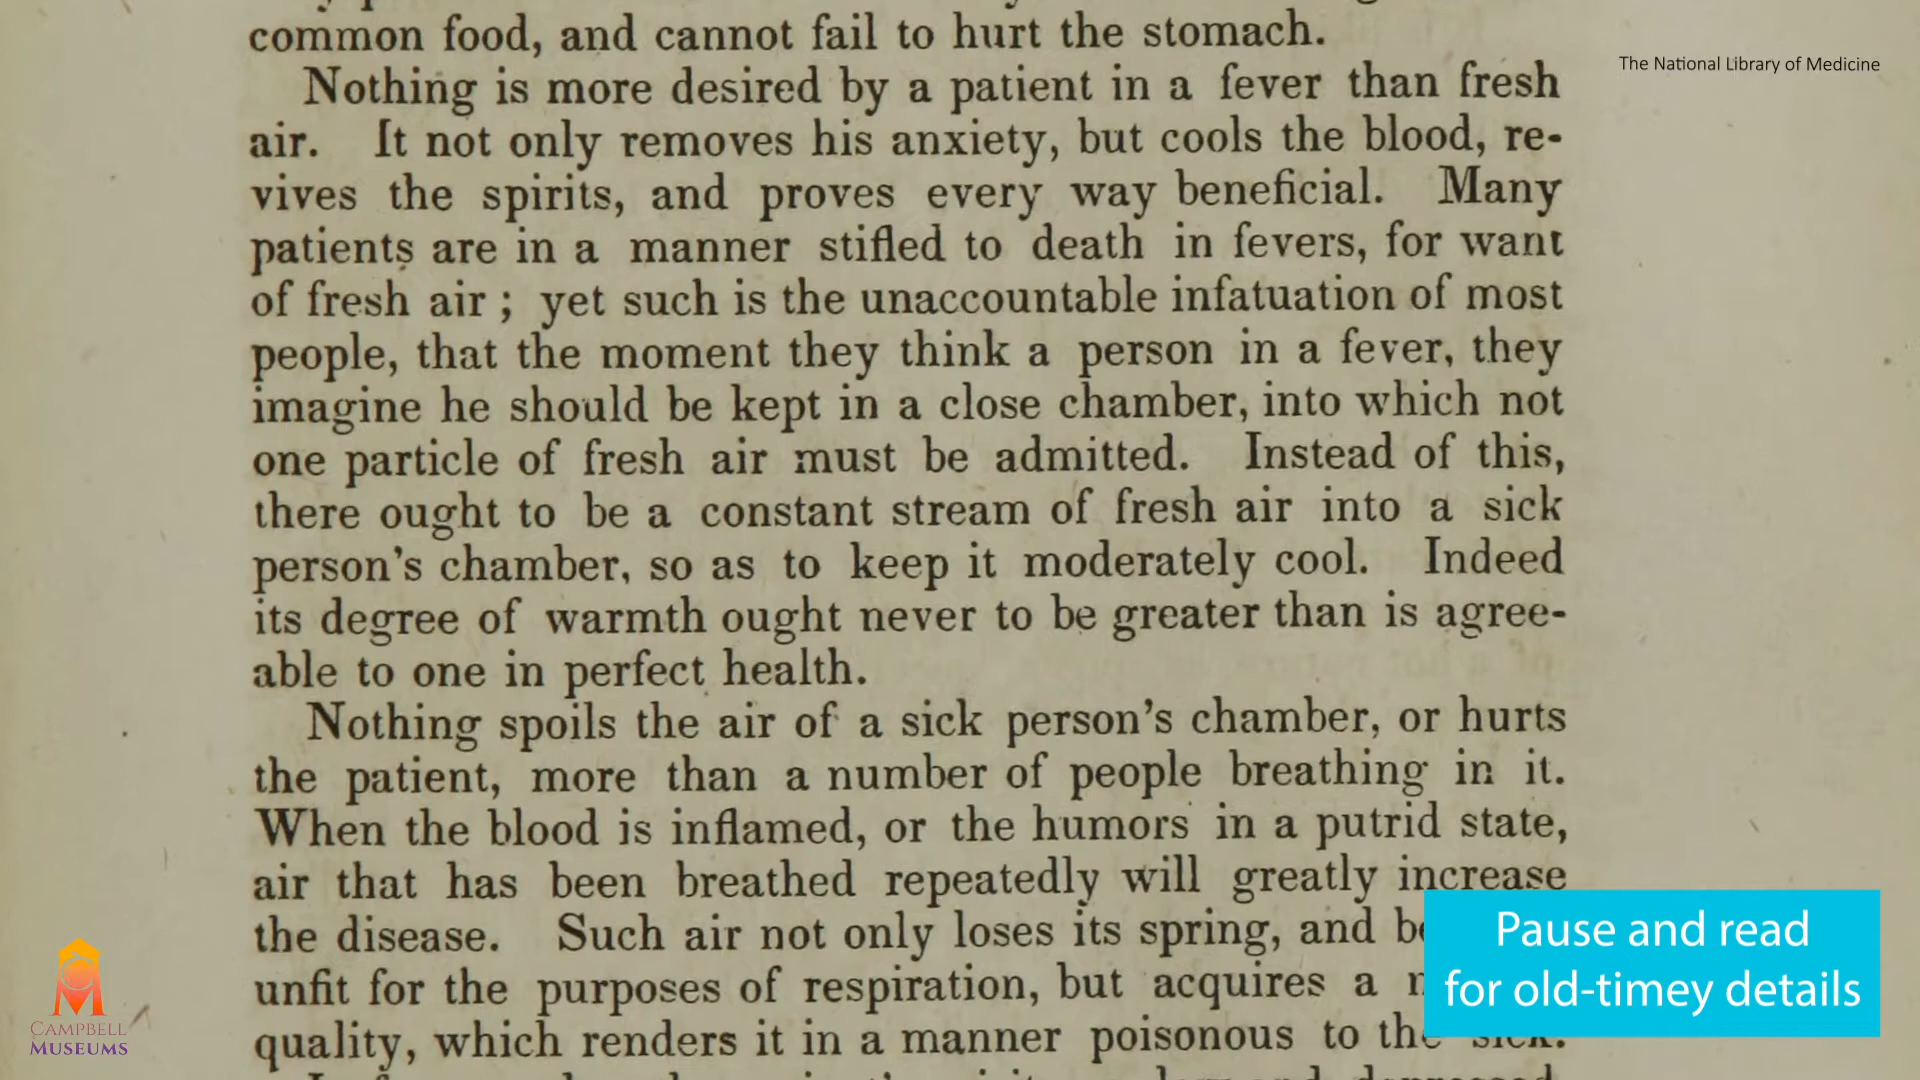 common food, and cannot fail to hurt the stomach.
The National Library of Medicine
Nothing is more desired by a patient in a fever than fresh
air. It not only removes his anxiety, but cools the blood, re-
vives the spirits, and proves every way beneficial. Many
patients are in a manner stifled to death in fevers, for want
of fresh air ; yet such is the unaccountable infatuation of most
people, that the moment they think a person in a fever, they
imagine he should be kept in a close chamber, into which not
one particle of fresh air must be admitted. Instead of this,
there ought to be a constant stream of fresh air into a sick
person's chamber, so as to keep it moderately cool. Indeed
its degree of warmth ought never to be greater than is agree-
able to one in perfect health.
Nothing spoils the air of a sick person's chamber, or hurts
the patient, more than a number of people breathing in it.
When the blood is inflamed, or the humors in a putrid state,
air that has been breathed repeatedly will greatly increase
the disease. Such air not only loses its spring, and
unfit for the purposes of respiration, but acquires a
quality, which renders it in a manner poisonous to the sick.
Pause and read
for old-timey details
CAMPBELL
MUSEUMS